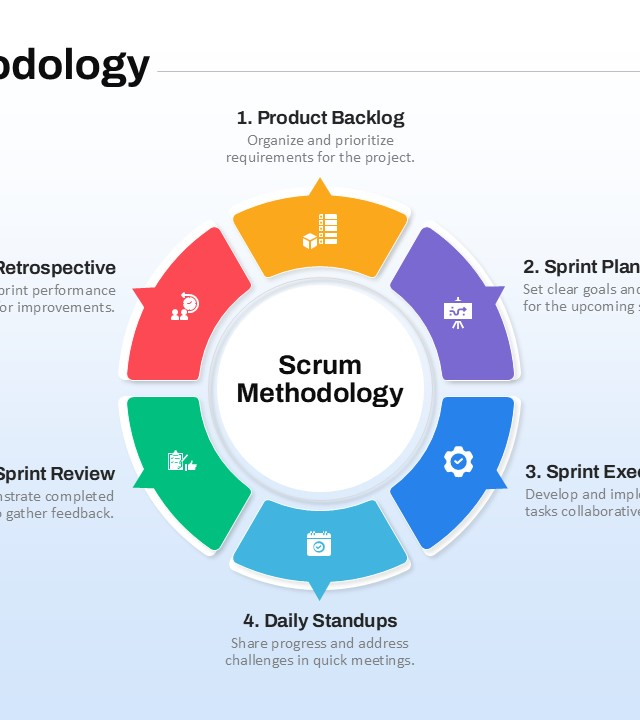 odology
1. Product Backlog
Organize and prioritize
requirements for the project.
Retrospective
print performance
or improvements.
2. Sprint Plan
Set clear goals and
for the upcoming
Scrum
Methodology
Sprint Review
nstrate completed
gather feedback.
3. Sprint Exec
Develop and imple
tasks collaborative
4. Daily Standups
Share progress and address
challenges in quick meetings.